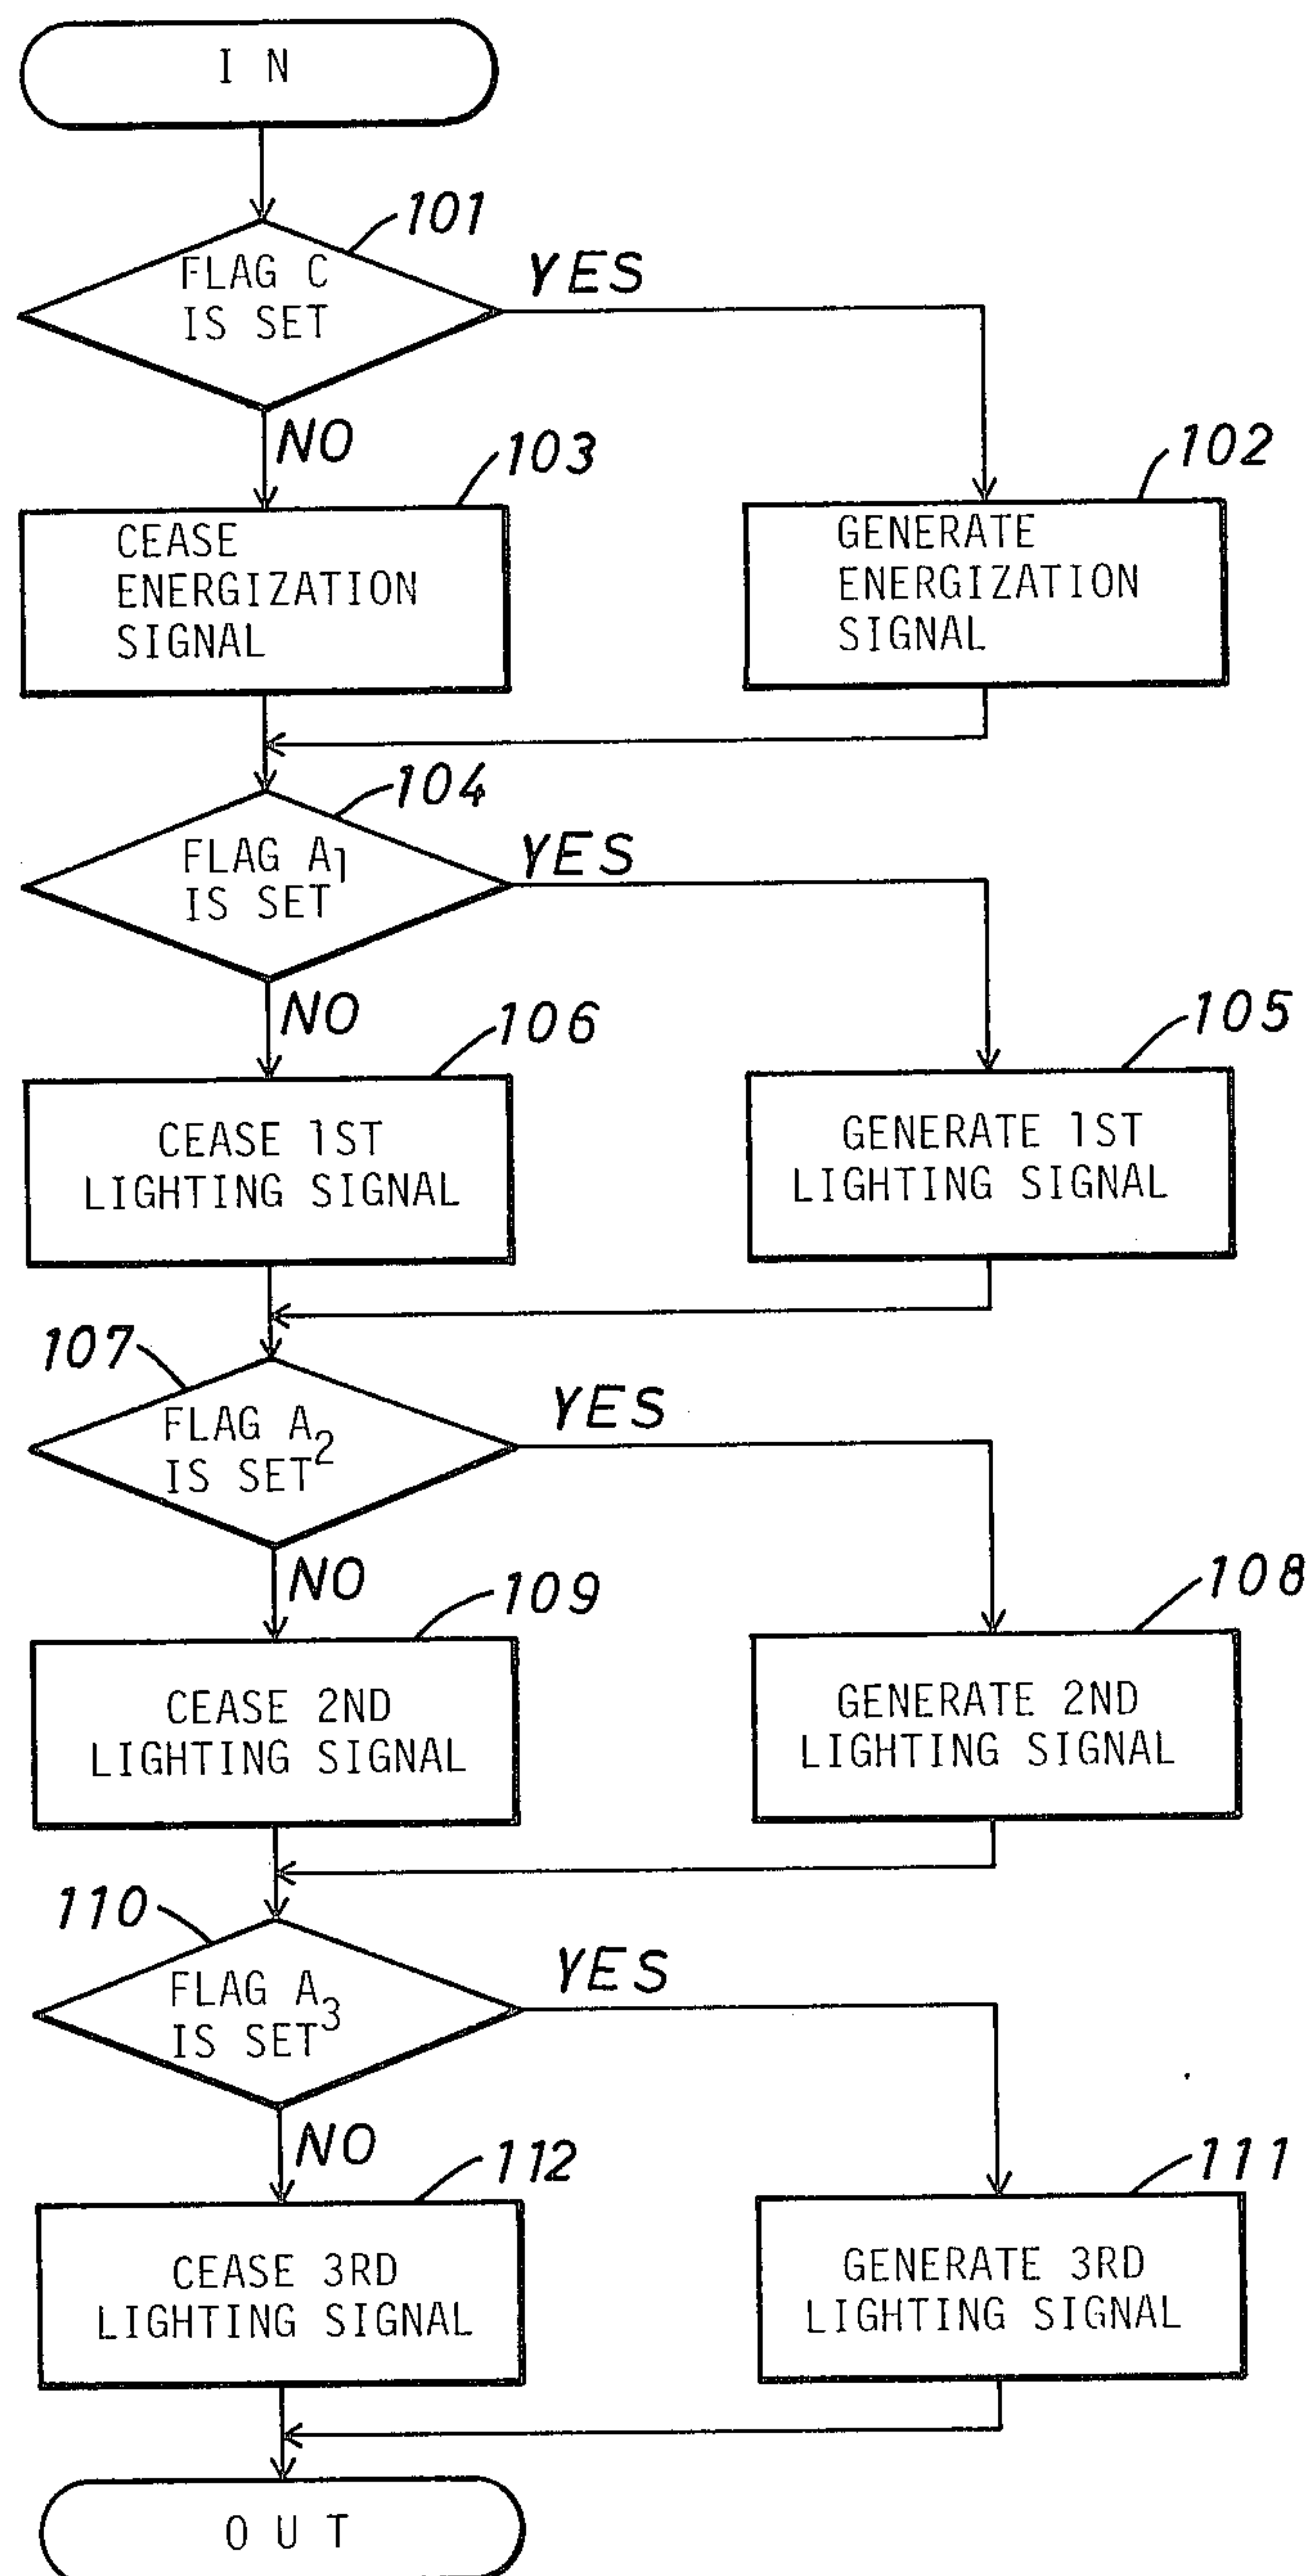 I N
101
FLAG C
IS SET
YES
NO
103
102
CEASE
ENERGIZATION
SIGNAL
GENERATE
ENERGIZATION
SIGNAL
104
FLAG A1
IS SET
YES
NO
106
105
CEASE 1ST
LIGHTING SIGNAL
GENERATE 1ST
LIGHTING SIGNAL
107
FLAG A2
IS SET
YES
NO
109
108
CEASE 2ND
LIGHTING SIGNAL
GENERATE 2ND
LIGHTING SIGNAL
110
FLAG A3
IS SET
YES
NO
112
111
CEASE 3RD
LIGHTING SIGNAL
GENERATE 3RD
LIGHTING SIGNAL
O U T